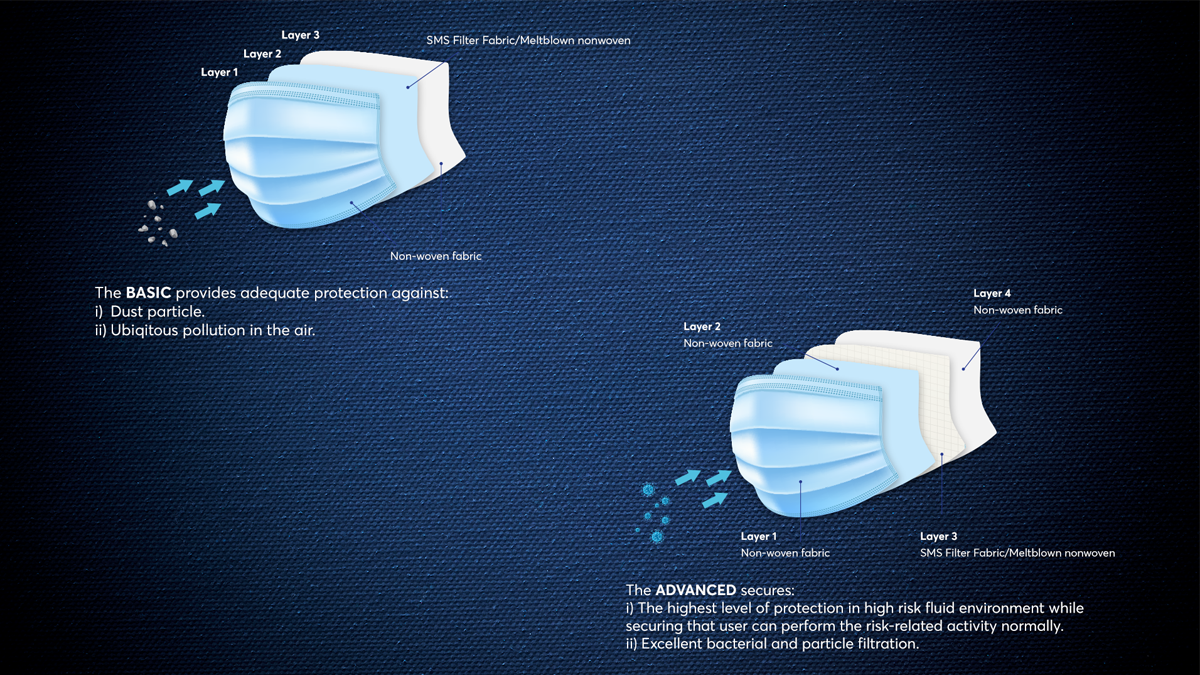 Layer 3
SMS Filter Fabric/Meltblown nonwoven
Layer 2
Layer 1
Non-woven fabric
The BASIC provides adequate protection against:
i) Dust particle.
ii) Ubiqitous pollution in the air.
Layer 4
Non-woven fabric
Layer 2
Non-woven fabric
Layer 1
Non-woven fabric
Layer 3
SMS Filter Fabric/Meltblown nonwoven
The ADVANCED secures:
i) The highest level of protection in high risk fluid environment while
securing that user can perform the risk-related activity normally.
ii) Excellent bacterial and particle filtration.